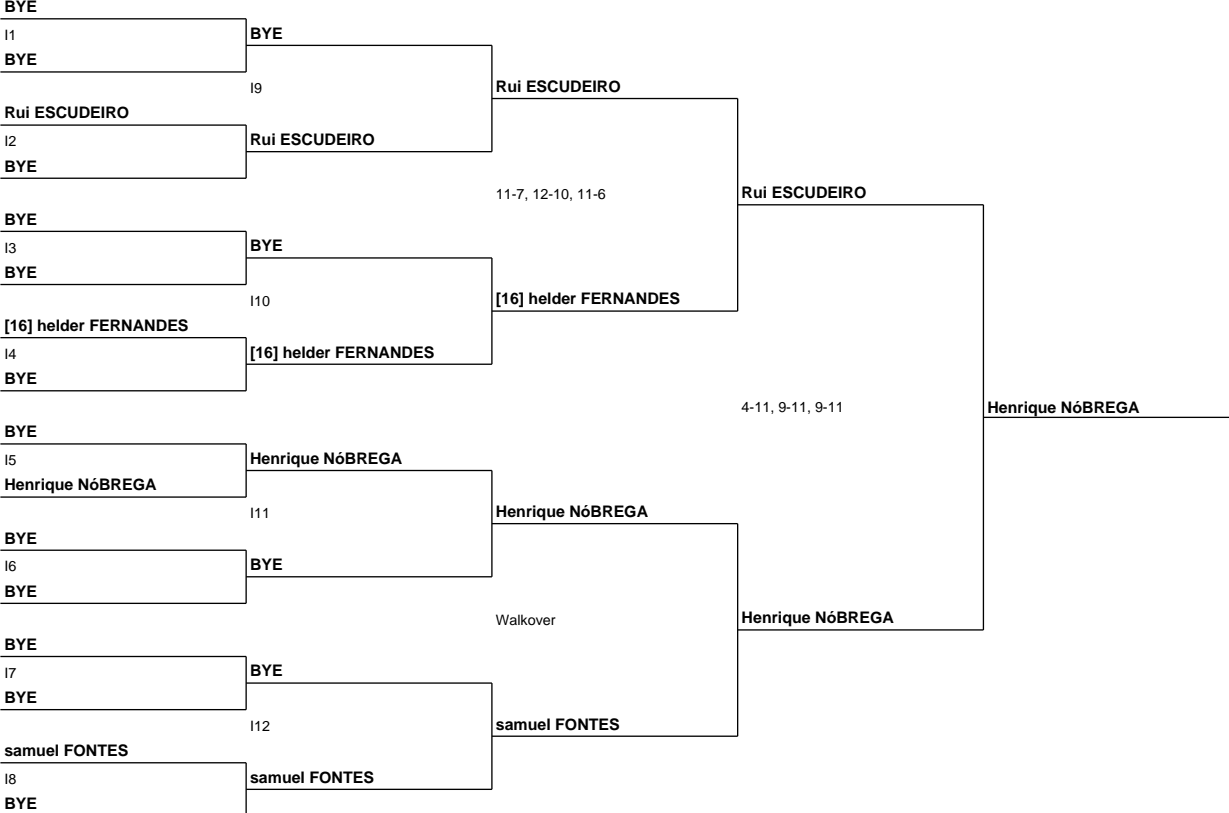 BYE
I1
BYE
BYE
I9
Rui ESCUDEIRO
Rui ESCUDEIRO
I2
Rui ESCUDEIRO
BYE
11-7, 12-10, 11-6
Rui ESCUDEIRO
BYE
I3
BYE
BYE
I10
[16] helder FERNANDES
[16] helder FERNANDES
I4
[16] helder FERNANDES
BYE
4-11, 9-11, 9-11
Henrique NóBREGA
BYE
I5
Henrique NóBREGA
Henrique NóBREGA
I11
Henrique NóBREGA
BYE
I6
BYE
BYE
Walkover
Henrique NóBREGA
BYE
I7
BYE
BYE
I12
samuel FONTES
samuel FONTES
I8
samuel FONTES
BYE